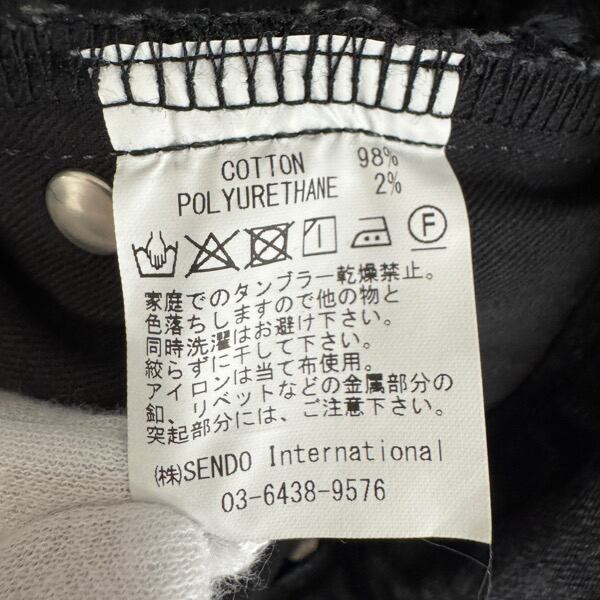 COTTON 98%
POLYURETHANE 2%
F
家庭でのタンブラー乾燥禁止。
色落ちしますので他の物と
同時洗濯はお避け下さい。
絞らずに干して下さい。
アイロンは当て布使用。
釦、リベットなどの金属部分の
突起部分には、ご注意下さい。
(株)SENDO International
03-6438-9576